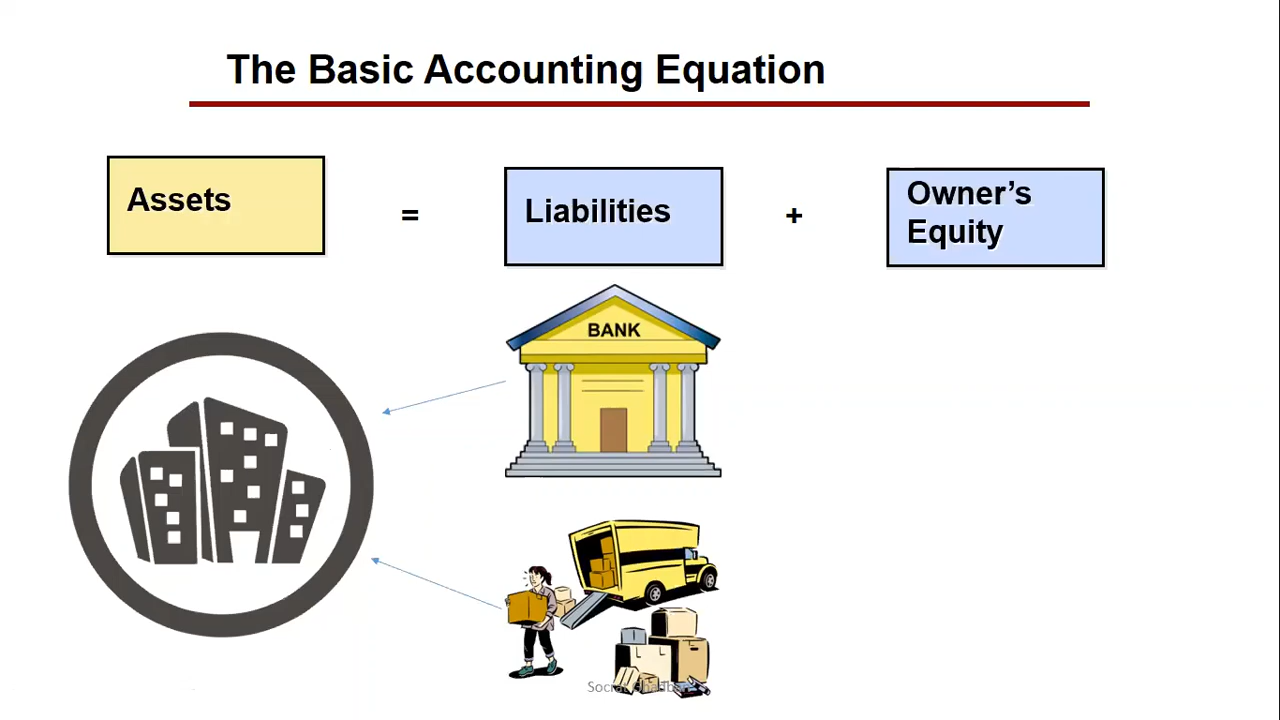 The Basic Accounting Equation
Assets
=
Liabilities
+
Owner’s
Equity
BANK